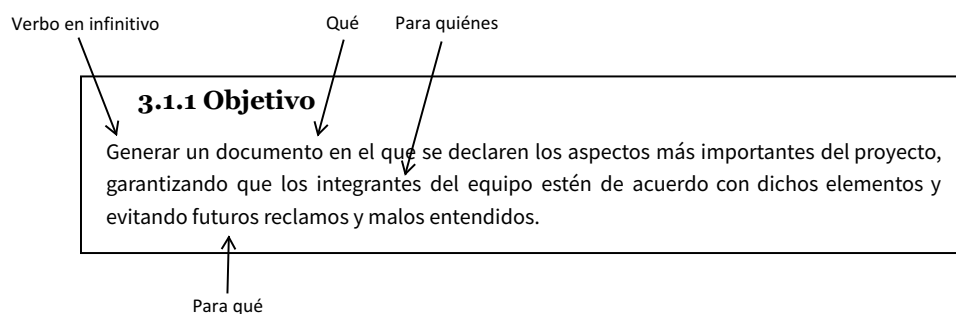 Verbo en infinitivo Qué Para quiénes
3.1.1 Objetivo
Generar un documento en el que se declaren los aspectos más importantes del proyecto,
garantizando que los integrantes del equipo estén de acuerdo con dichos elementos y
evitando futuros reclamos y malos entendidos.
Para qué